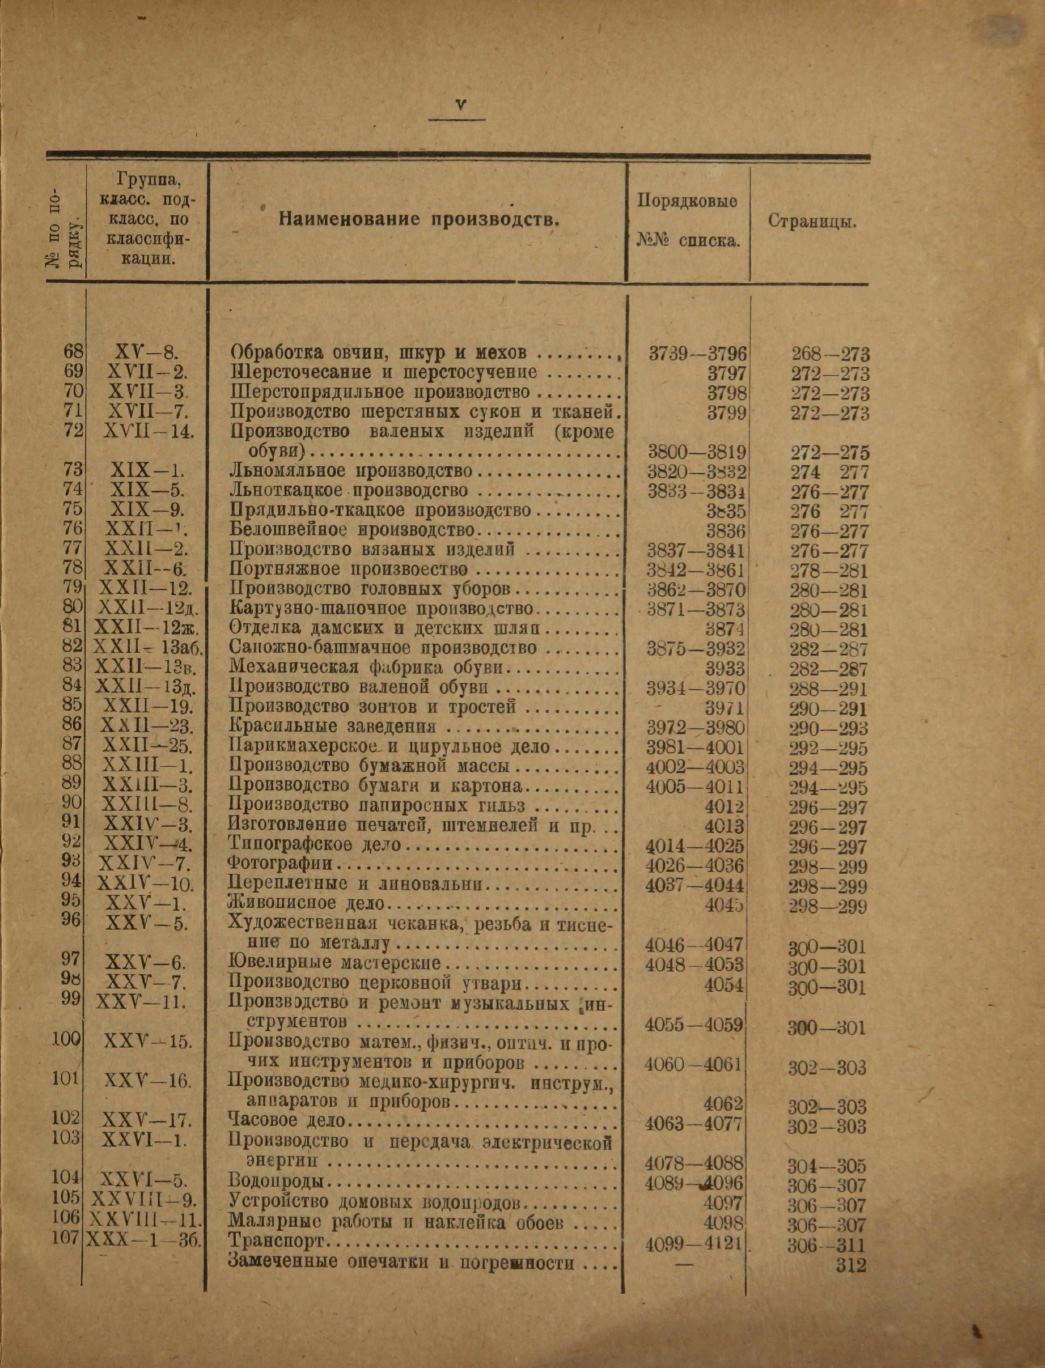 V
№ по по-
рядку.
Группа,
класс. под-
класс, по
классифи-
кации.
Наименование производств.
Порядковые
№№ списка.
Страницы.
68 XV—8. Обработка овчин, шкур и мехов 3739—3796 268—273
69 XVII—2. Шерсточесание и шерстосучение 3797 272—273
70 XVII—3. Шерстопрядильное производство 3798 272—273
71 XVII—7. Производство шерстяных сукон и тканей. 3799 272—273
72 XVII—14. Производство валеных изделий (кроме
обуви) 3800—3819 272—275
73 XIX—1. Льномяльное производство 3820—3832 274 277
74 XIX—5. Льноткацкое производсгво 3833—3834 276—277
75 XIX—9. Прядильно-ткацкое производство 3835 276 277
76 XXII—1. Белошвейное производство 3836 276—277
77 XXII—2. Производство вязаных изделий 3837—3841 276—277
78 XXII--6. Портняжное произвоество 3842—3861 278—281
79 XXII—12. Производство головных уборов 3862—3870 280—281
80 XXII—12д. Картузно-шапочное производство 3871—3873 280—281
81 XXII—12ж. Отделка дамских и детских шляп 3874 280—281
82 XXII—13аб. Сапожно-башмачное производство 3875—3932 282—287
83 XXII—13в. Механическая фабрика обуви 3933 282—287
84 XXII—13д. Производство валеной обуви 3934—3970 288—291
85 XXII—19. Производство зонтов и тростей 3971 290—291
86 XXII—23. Красильные заведения 3972—3980 290—293
87 XXII—25. Парикмахерское и цирульное дело 3981—4001 292—295
88 XXIII—1. Производство бумажной массы 4002—4003 294—295
89 XXIII—3. Производство бумаги и картона 4005—4011 294—295
90 XXIII—8. Производство папиросных гильз 4012 296—297
91 XXIV—3. Изготовление печатей, штемпелей и пр. 4013 296—297
92 XXIV—4. Типографское дело 4014—4025 296—297
93 XXIV—7. Фотографии 4026—4036 298—299
94 XXIV—10. Переплетные и линовальни 4037—4044 298—299
95 XXV—1. Живописное дело 4045 298—299
96 XXV—5. Художественная чеканка, резьба и тисне-
ние по металлу 4046—4047 300—301
97 XXV—6. Ювелирные мастерские 4048—4053 300—301
98 XXV—7. Производство церковной утвари 4054 300—301
99 XXV—11. Производство и ремонт музыкальных ин-
струментов 4055—4059 300—301
100 XXV—15. Производство матем., физич., оптич. и про-
чих инструментов и приборов 4060—4061 302—303
101 XXV—16. Производство медико-хирургич. инструм.,
аппаратов и приборов 4062 302—303
102 XXV—17. Часовое дело 4063—4077 302—303
103 XXVI—1. Производство и передача электрической
энергии 4078—4088 304—305
104 XXVI—5. Водопроды 4089—4096 306—307
105 XXVIII—9. Устройство домовых водопродов 4097 306—307
106 XXVIII—11. Малярные работы и наклейка обоев 4098 306—307
107 XXX—1—3б. Транспорт 4099—4121 306—311
Замеченные опечатки и погрешности — 312